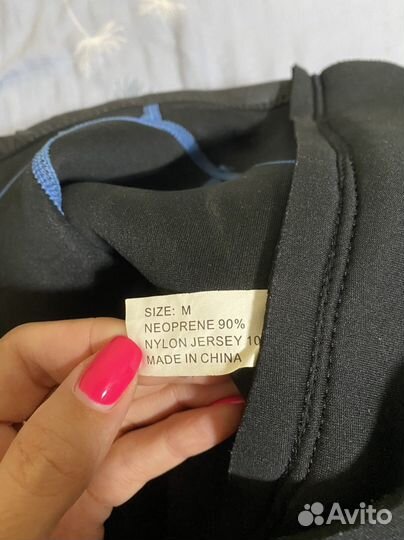 SIZE: M
NEOPRENE 90%
NYLON JERSEY 10
MADE IN CHINA
Avito